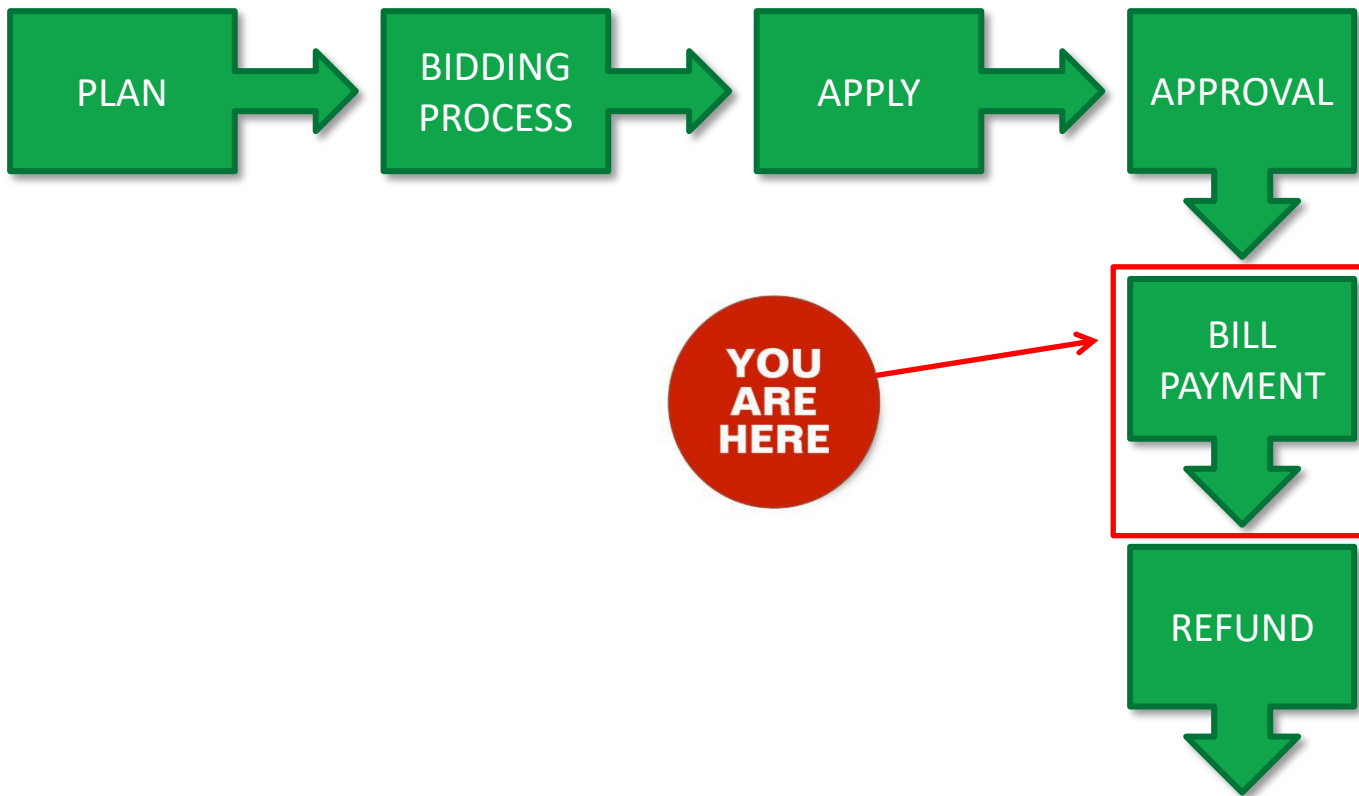 PLAN
BIDDING
PROCESS
APPLY
APPROVAL
YOU
ARE
HERE
BILL
PAYMENT
REFUND